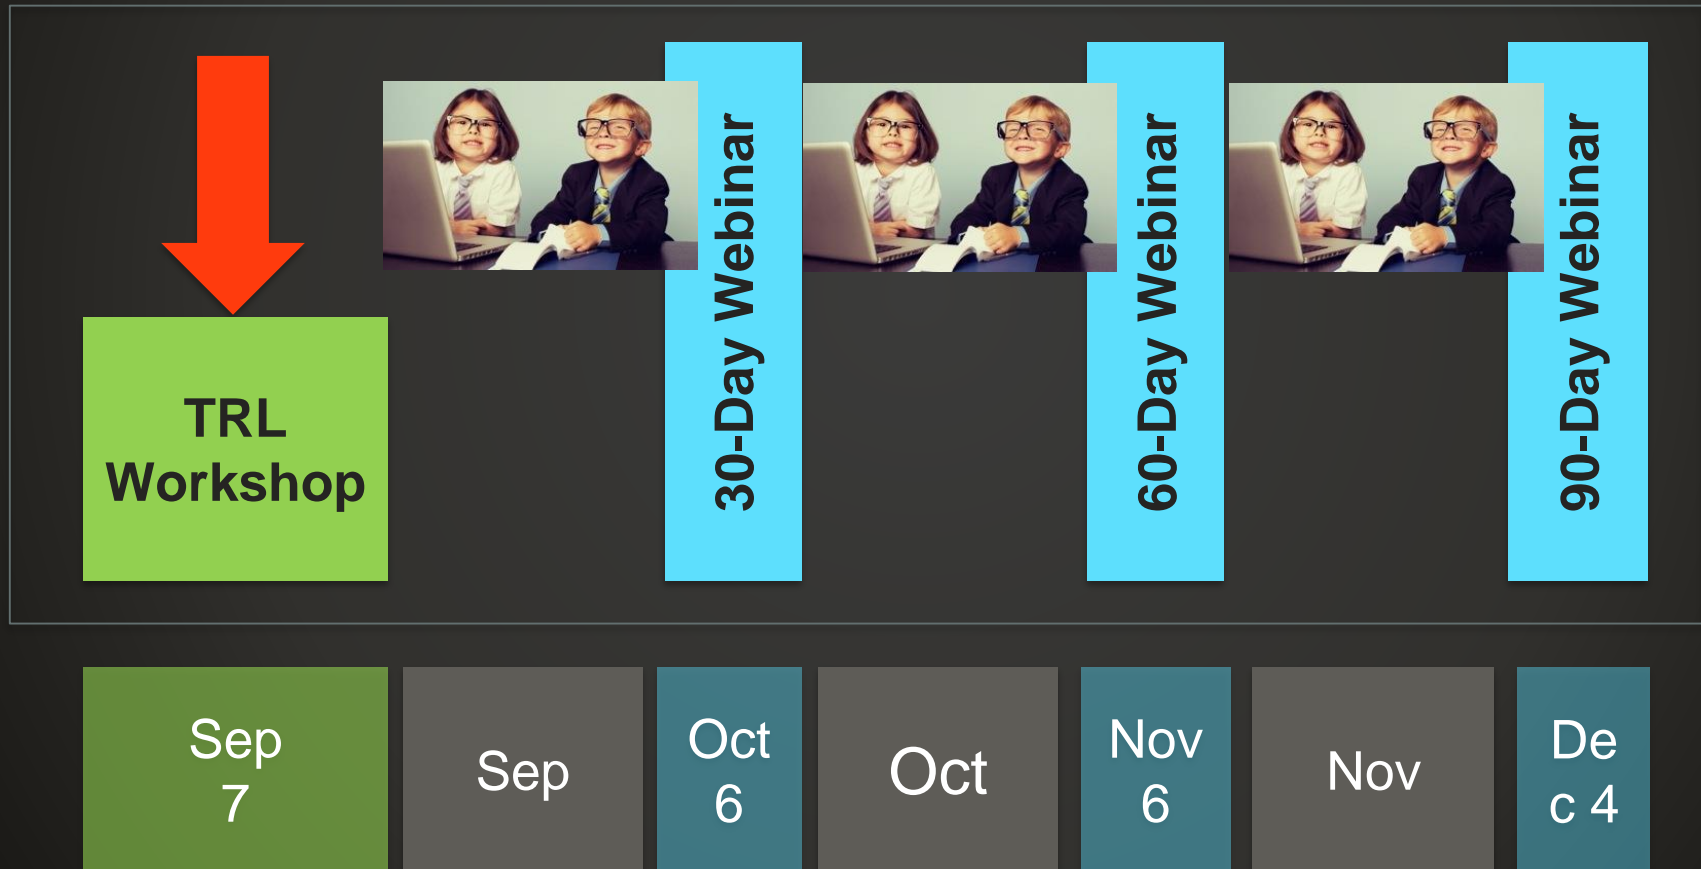 TRL
Workshop
30-Day Webinar
60-Day Webinar
90-Day Webinar
Sep
7
Sep
Oct
6
Oct
Nov
6
Nov
De
c 4